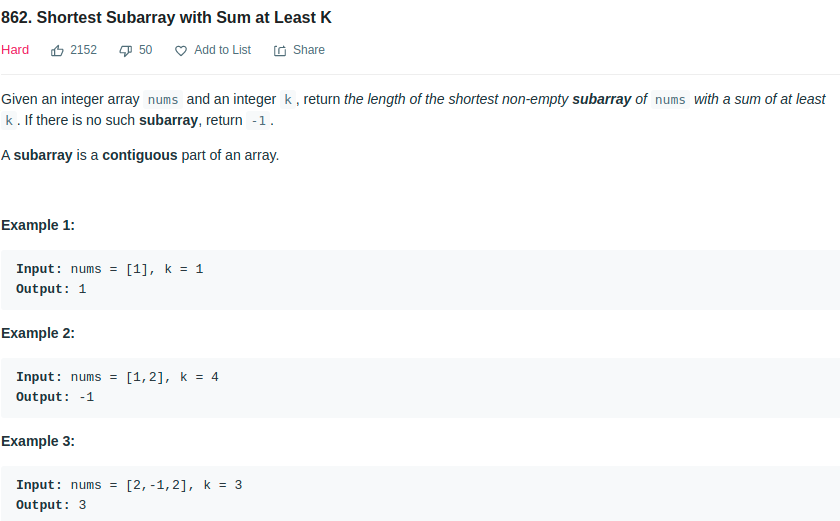 862. Shortest Subarray with Sum at Least K
Hard 2152 50 Add to List Share
Given an integer array nums and an integer k, return the length of the shortest non-empty subarray of nums with a sum of at least
k. If there is no such subarray, return -1.
A subarray is a contiguous part of an array.
Example 1:
Input: nums = [1], k = 1
Output: 1
Example 2:
Input: nums = [1,2], k = 4
Output: -1
Example 3:
Input: nums = [2,-1,2], k = 3
Output: 3